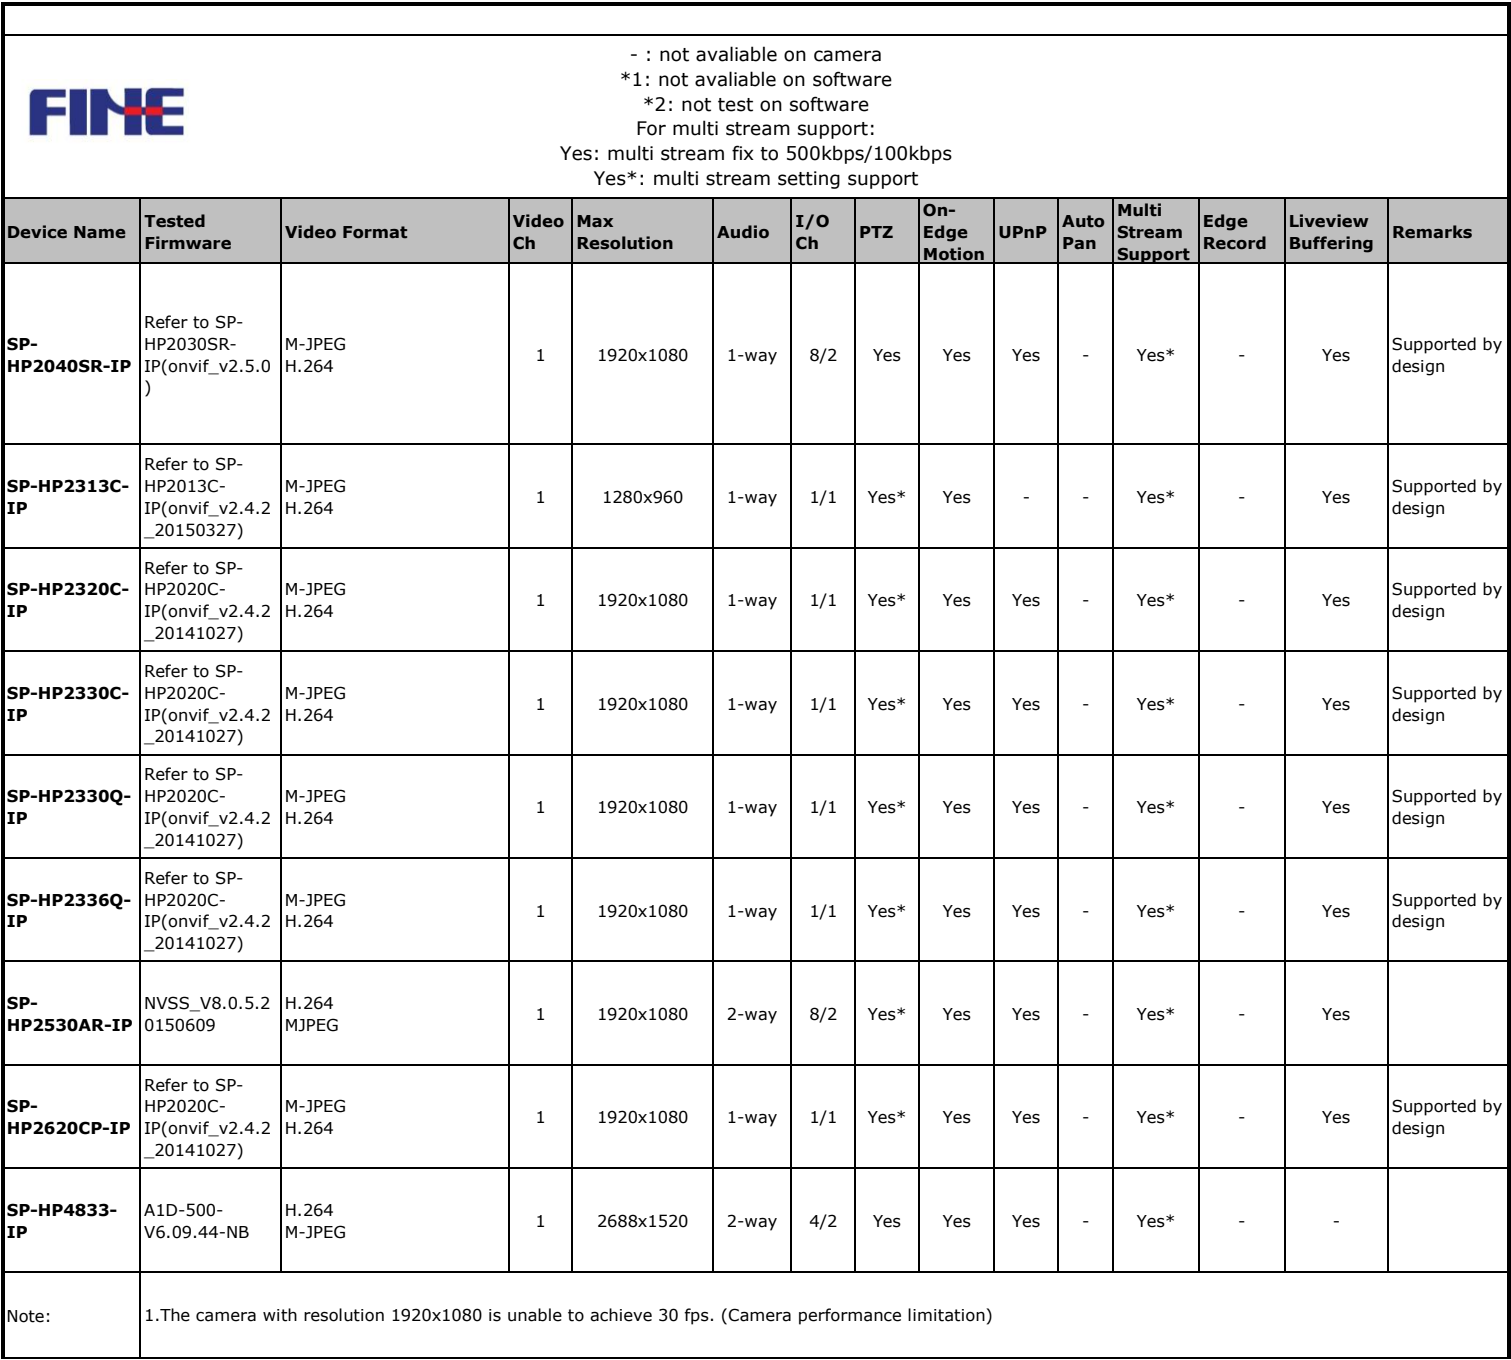 - : not avaliable on camera
*1: not avaliable on software
*2: not test on software
For multi stream support:
Yes: multi stream fix to 500kbps/100kbps
Yes*: multi stream setting support
FINE
Device Name Tested Firmware Video Format Video Ch Max Resolution Audio I/O Ch PTZ On-Edge Motion UPnP Auto Pan Multi Stream Support Edge Record Liveview Buffering Remarks
SP-HP2040SR-IP Refer to SP-HP2030SR-IP(onvif_v2.5.0) M-JPEG H.264 1 1920x1080 1-way 8/2 Yes Yes Yes - Yes* - Yes Supported by design
SP-HP2313C-IP Refer to SP-HP2013C-IP(onvif_v2.4.2_20150327) M-JPEG H.264 1 1280x960 1-way 1/1 Yes* Yes - - Yes* - Yes Supported by design
SP-HP2320C-IP Refer to SP-HP2020C-IP(onvif_v2.4.2_20141027) M-JPEG H.264 1 1920x1080 1-way 1/1 Yes* Yes Yes - Yes* - Yes Supported by design
SP-HP2330C-IP Refer to SP-HP2020C-IP(onvif_v2.4.2_20141027) M-JPEG H.264 1 1920x1080 1-way 1/1 Yes* Yes Yes - Yes* - Yes Supported by design
SP-HP2330Q-IP Refer to SP-HP2020C-IP(onvif_v2.4.2_20141027) M-JPEG H.264 1 1920x1080 1-way 1/1 Yes* Yes Yes - Yes* - Yes Supported by design
SP-HP2336Q-IP Refer to SP-HP2020C-IP(onvif_v2.4.2_20141027) M-JPEG H.264 1 1920x1080 1-way 1/1 Yes* Yes Yes - Yes* - Yes Supported by design
SP-HP2530AR-IP NVSS_V8.0.5.20150609 H.264 MJPEG 1 1920x1080 2-way 8/2 Yes* Yes Yes - Yes* - Yes
SP-HP2620CP-IP Refer to SP-HP2020C-IP(onvif_v2.4.2_20141027) M-JPEG H.264 1 1920x1080 1-way 1/1 Yes* Yes Yes - Yes* - Yes Supported by design
SP-HP4833-IP A1D-500-V6.09.44-NB H.264 M-JPEG 1 2688x1520 2-way 4/2 Yes Yes Yes - Yes* - -
Note: 1.The camera with resolution 1920x1080 is unable to achieve 30 fps. (Camera performance limitation)